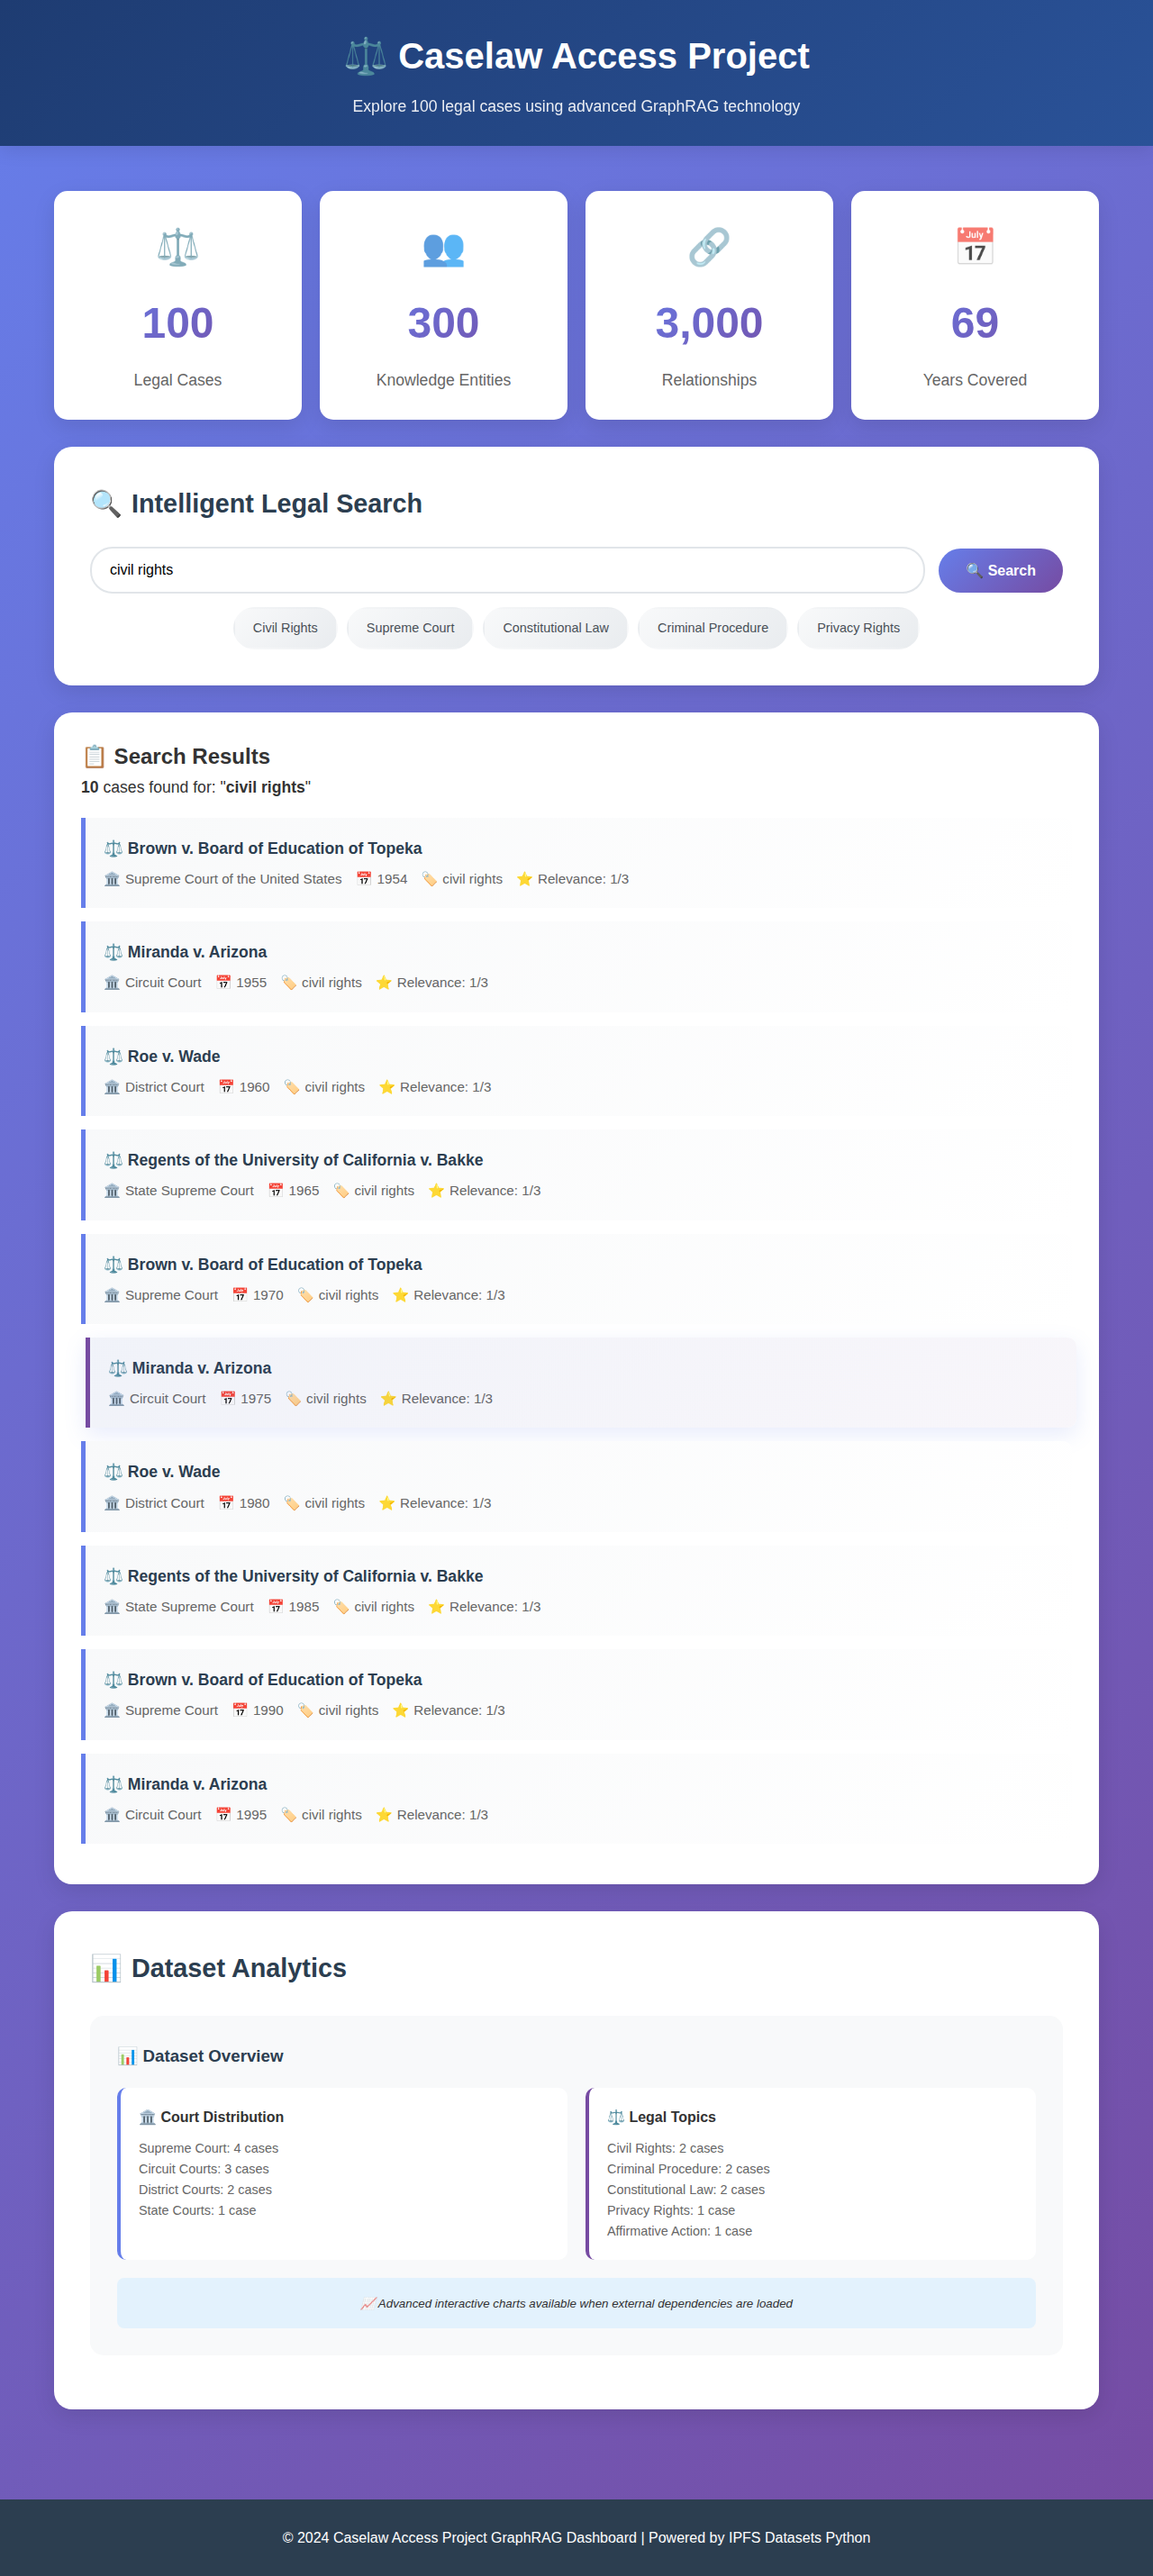 ⚖️ Caselaw Access Project
Explore 100 legal cases using advanced GraphRAG technology
⚖️
100
Legal Cases
👥
300
Knowledge Entities
🔗
3,000
Relationships
📅
69
Years Covered
🔍 Intelligent Legal Search
civil rights
🔍 Search
Civil Rights
Supreme Court
Constitutional Law
Criminal Procedure
Privacy Rights
📋 Search Results
10 cases found for: "civil rights"
⚖️ Brown v. Board of Education of Topeka
🏛️ Supreme Court of the United States 📅 1954 🏷️ civil rights ⭐ Relevance: 1/3
⚖️ Miranda v. Arizona
🏛️ Circuit Court 📅 1955 🏷️ civil rights ⭐ Relevance: 1/3
⚖️ Roe v. Wade
🏛️ District Court 📅 1960 🏷️ civil rights ⭐ Relevance: 1/3
⚖️ Regents of the University of California v. Bakke
🏛️ State Supreme Court 📅 1965 🏷️ civil rights ⭐ Relevance: 1/3
⚖️ Brown v. Board of Education of Topeka
🏛️ Supreme Court 📅 1970 🏷️ civil rights ⭐ Relevance: 1/3
⚖️ Miranda v. Arizona
🏛️ Circuit Court 📅 1975 🏷️ civil rights ⭐ Relevance: 1/3
⚖️ Roe v. Wade
🏛️ District Court 📅 1980 🏷️ civil rights ⭐ Relevance: 1/3
⚖️ Regents of the University of California v. Bakke
🏛️ State Supreme Court 📅 1985 🏷️ civil rights ⭐ Relevance: 1/3
⚖️ Brown v. Board of Education of Topeka
🏛️ Supreme Court 📅 1990 🏷️ civil rights ⭐ Relevance: 1/3
⚖️ Miranda v. Arizona
🏛️ Circuit Court 📅 1995 🏷️ civil rights ⭐ Relevance: 1/3
📊 Dataset Analytics
📊 Dataset Overview
🏛️ Court Distribution
Supreme Court: 4 cases
Circuit Courts: 3 cases
District Courts: 2 cases
State Courts: 1 case
⚖️ Legal Topics
Civil Rights: 2 cases
Criminal Procedure: 2 cases
Constitutional Law: 2 cases
Privacy Rights: 1 case
Affirmative Action: 1 case
📈 Advanced interactive charts available when external dependencies are loaded
© 2024 Caselaw Access Project GraphRAG Dashboard | Powered by IPFS Datasets Python